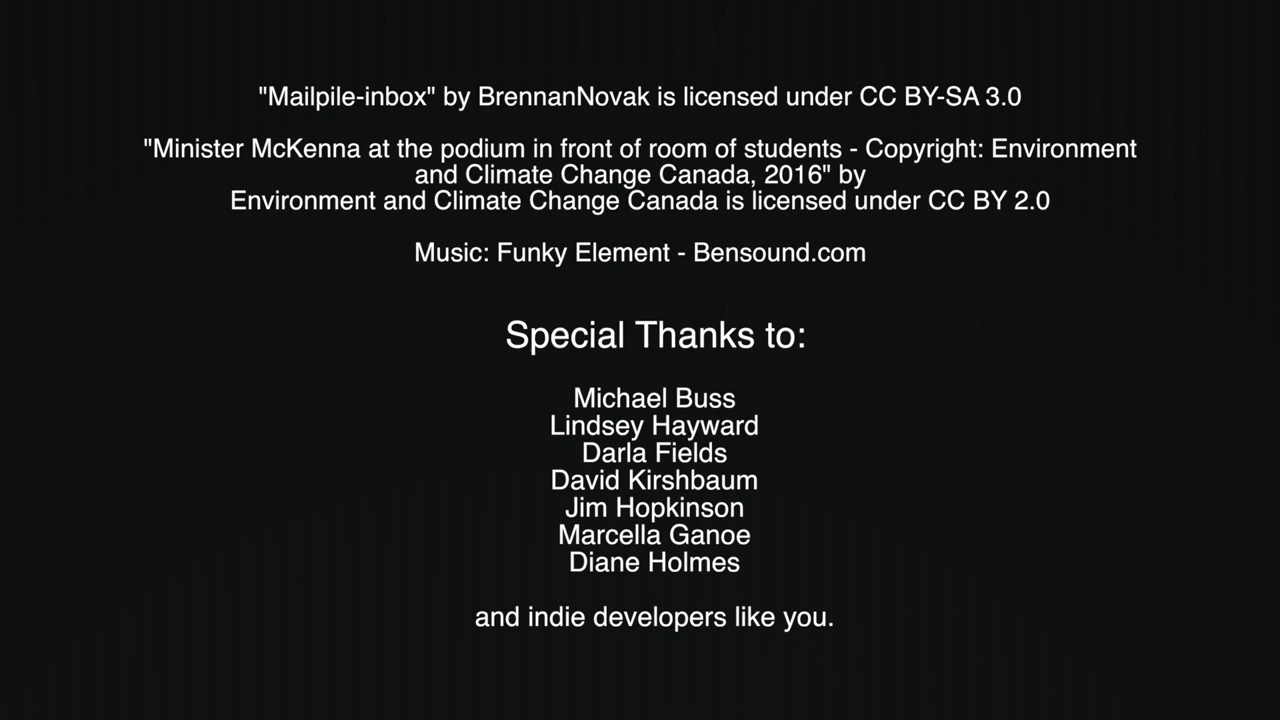 "Mailpile-inbox" by BrennanNovak is licensed under CC BY-SA 3.0
"Minister McKenna at the podium in front of room of students - Copyright: Environment
and Climate Change Canada, 2016" by
Environment and Climate Change Canada is licensed under CC BY 2.0
Music: Funky Element - Bensound.com
Special Thanks to:
Michael Buss
Lindsey Hayward
Darla Fields
David Kirshbaum
Jim Hopkinson
Marcella Ganoe
Diane Holmes
and indie developers like you.